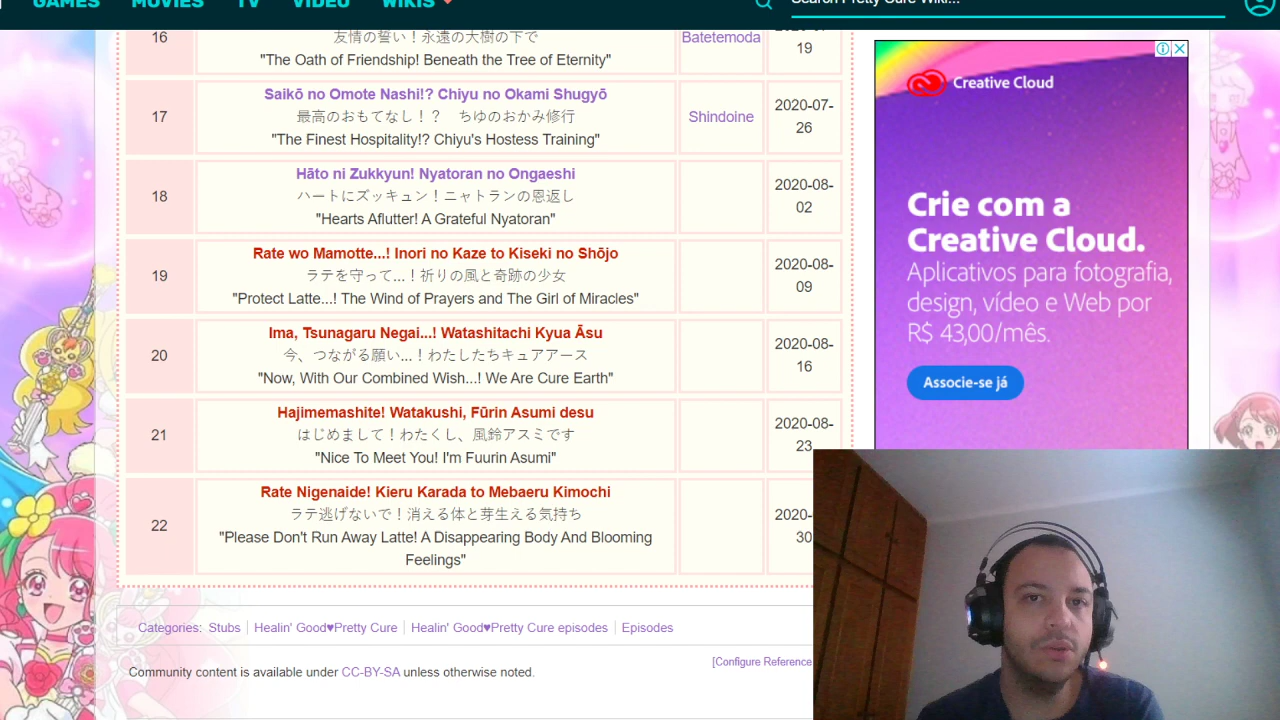 GAMES MOVIES TV VIDEO WIKIS
Search Pretty Cure Wiki...
16
友情の誓い！永遠の大樹の下で
"The Oath of Friendship! Beneath the Tree of Eternity"
Batetemoda
19
17
Saikō no Omote Nashi!? Chiyu no Okami Shugyō
最高のおもてなし！？　ちゆのおかみ修行
"The Finest Hospitality!? Chiyu's Hostess Training"
Shindoine
2020-07-
26
18
Hāto ni Zukkyun! Nyatoran no Ongaeshi
ハートにズッキュン！ニャトランの恩返し
"Hearts Aflutter! A Grateful Nyatoran"
2020-08-
02
19
Rate wo Mamotte...! Inori no Kaze to Kiseki no Shōjo
ラテを守って...！祈りの風と奇跡の少女
"Protect Latte...! The Wind of Prayers and The Girl of Miracles"
2020-08-
09
20
Ima, Tsunagaru Negai...! Watashitachi Kyua Āsu
今、つながる願い...！わたしたちキュアアース
"Now, With Our Combined Wish...! We Are Cure Earth"
2020-08-
16
21
Hajimemashite! Watakushi, Fūrin Asumi desu
はじめまして！わたくし、風鈴アスミです
"Nice To Meet You! I'm Fuurin Asumi"
2020-08-
23
22
Rate Nigenaide! Kieru Karada to Mebaeru Kimochi
ラテ逃げないで！消える体と芽生える気持ち
"Please Don't Run Away Latte! A Disappearing Body And Blooming
Feelings"
2020-
30
Categories: Stubs Healin' Good♥Pretty Cure Healin' Good♥Pretty Cure episodes Episodes
[Configure Reference
Community content is available under CC-BY-SA unless otherwise noted.
Creative Cloud
Crie com a
Creative Cloud.
Aplicativos para fotografia,
design, vídeo e Web por
R$ 43,00/mês.
Associe-se já